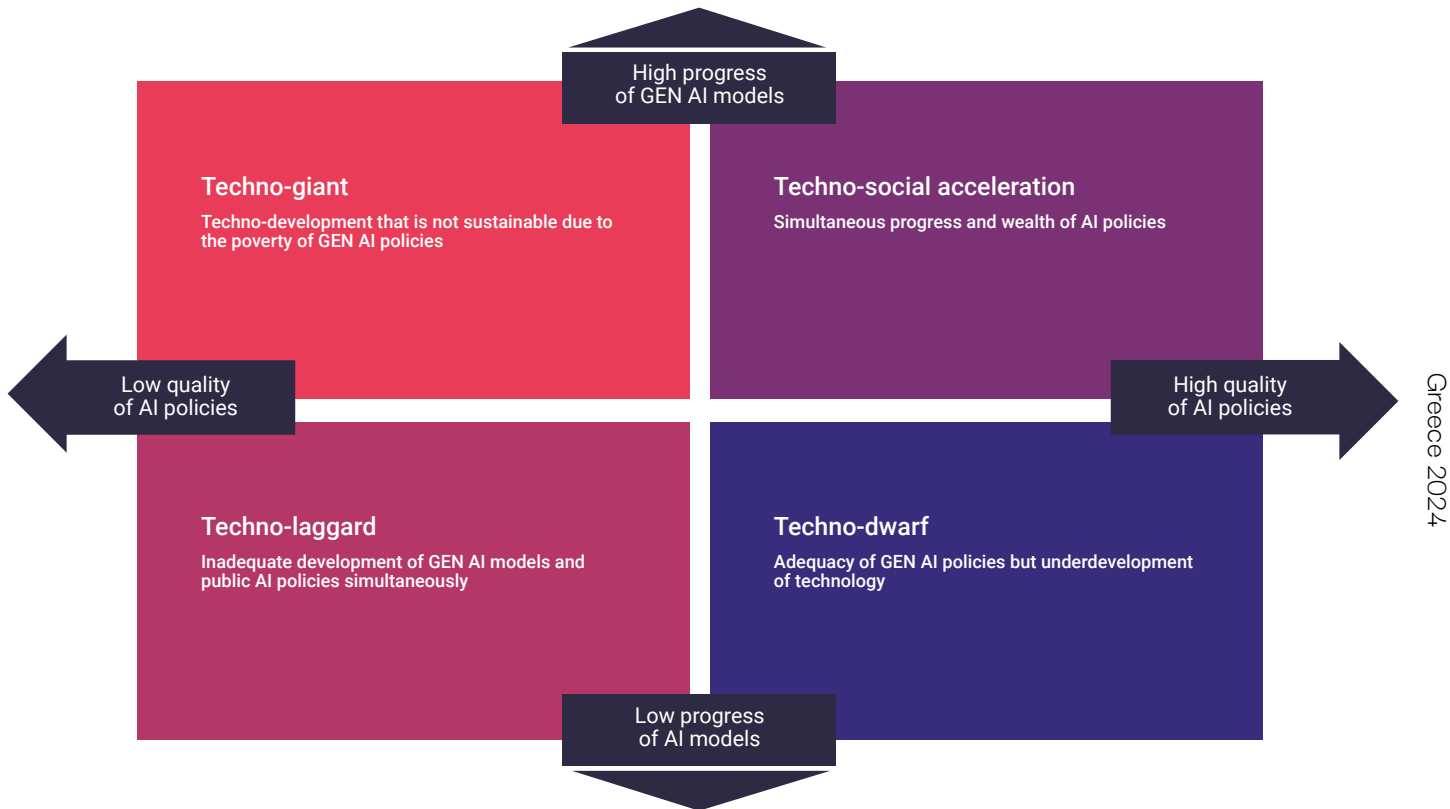 High progress
of GEN AI models
Techno-giant
Techno-development that is not sustainable due to
the poverty of GEN AI policies
Techno-social acceleration
Simultaneous progress and wealth of AI policies
Low quality
of AI policies
High quality
of AI policies
Greece 2024
Techno-laggard
Inadequate development of GEN AI models and
public AI policies simultaneously
Techno-dwarf
Adequacy of GEN AI policies but underdevelopment
of technology
Low progress
of AI models